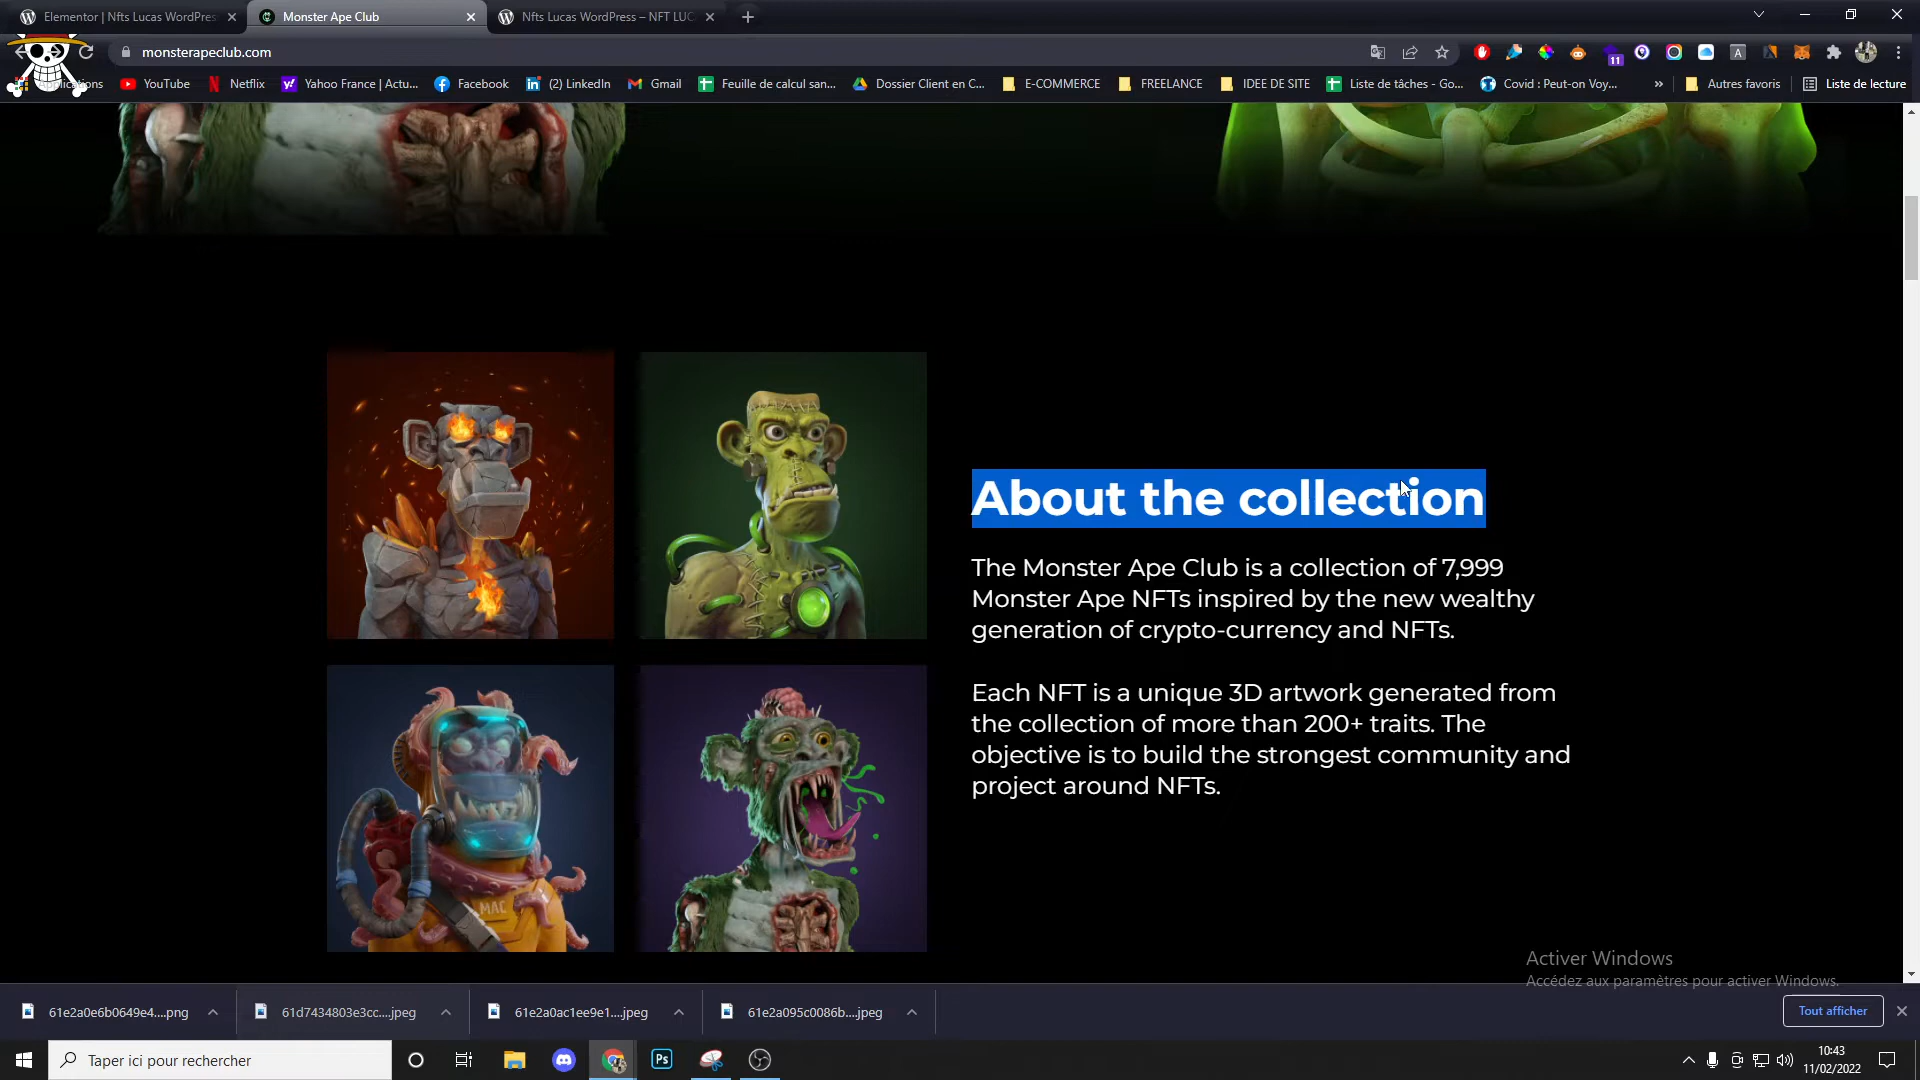 Elementor | Nfts Lucas WordPres
Monster Ape Club
Nfts Lucas WordPress – NFT LUC
monsterapeclub.com
11
A
YouTube
Netflix
Yahoo France | Actu...
Facebook
(2) LinkedIn
Gmail
Feuille de calcul san...
Dossier Client en C...
E-COMMERCE
FREELANCE
IDEE DE SITE
Liste de tâches - Go...
Covid : Peut-on Voy...
»
Autres favoris
Liste de lecture
About the collection
The Monster Ape Club is a collection of 7,999
Monster Ape NFTs inspired by the new wealthy
generation of crypto-currency and NFTs.
Each NFT is a unique 3D artwork generated from
the collection of more than 200+ traits. The
objective is to build the strongest community and
project around NFTs.
MAC
Activer Windows
Accédez aux paramètres pour activer Windows.
61e2a0e6b0649e4....png
61d7434803e3cc....jpeg
61e2a0ac1ee9e1....jpeg
61e2a095c0086b....jpeg
Tout afficher
Taper ici pour rechercher
Ps
10:43
11/02/2022